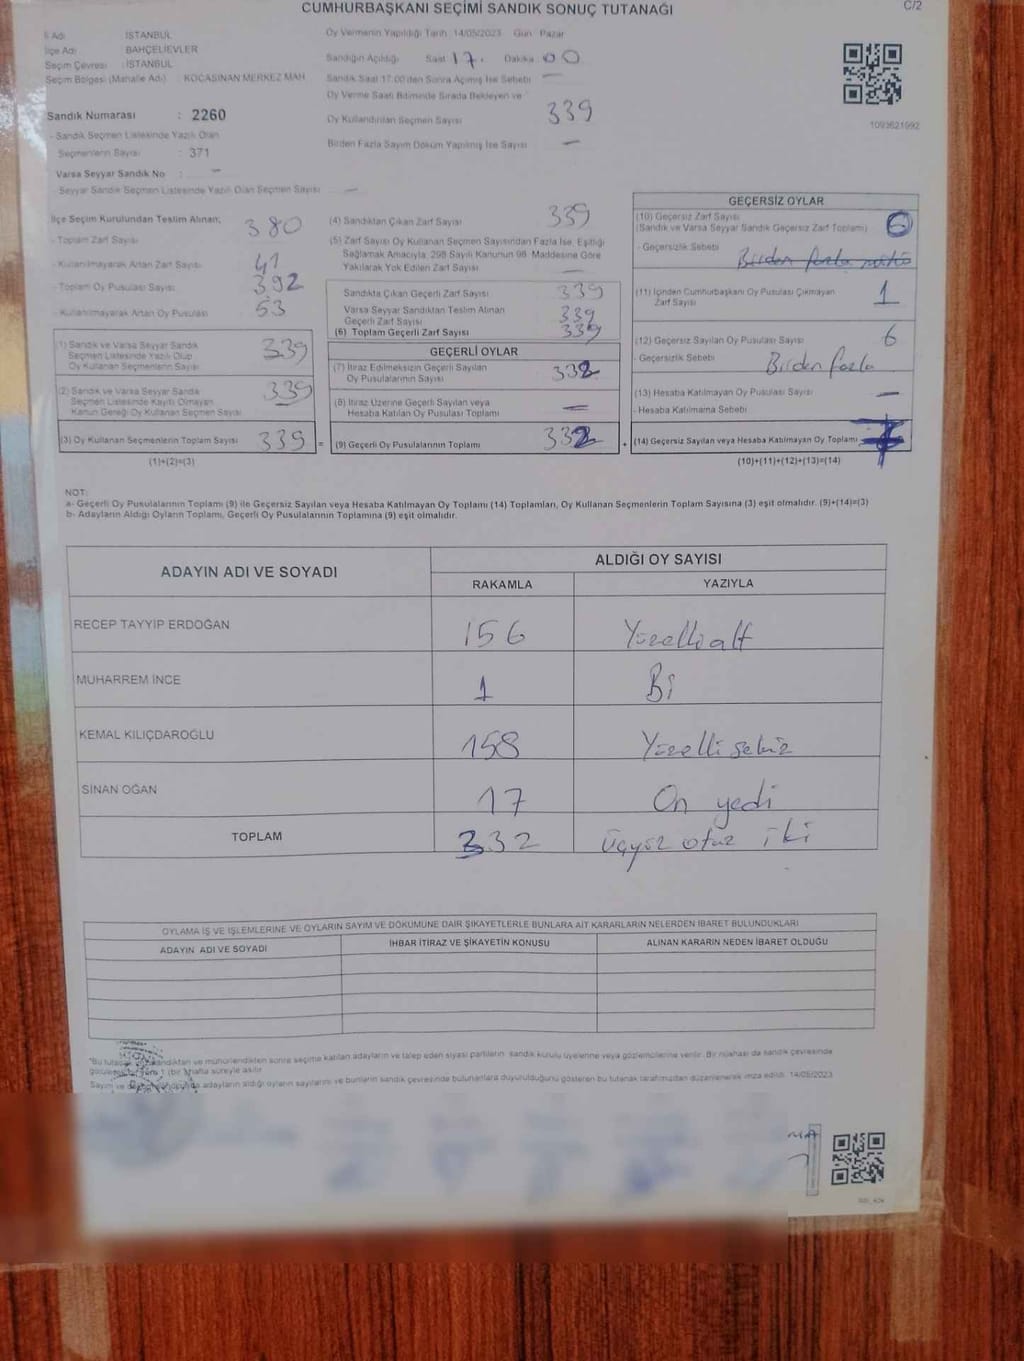 CUMHURBAŞKANI SEÇİMİ SANDIK SONUÇ TUTANAĞI
C/2
İl Adı : İSTANBUL
İlçe Adı : BAHÇELİEVLER
Seçim Çevresi : İSTANBUL
Seçim Bölgesi (Mahalle Adı) : KOCASİNAN MERKEZ MAH
Sandık Numarası : 2260
- Sandık Seçmen Listesinde Yazılı Olan
Seçmenlerin Sayısı : 371
Varsa Seyyar Sandık No : -
- Seyyar Sandık Seçmen Listesinde Yazılı Olan Seçmen Sayısı : -
Oy Vermenin Yapıldığı Tarih : 14/05/2023 Gün : Pazar
Sandığın Açıldığı Saat 17. Dakika 00
Sandık Saat 17:00'den Sonra Açılmış İse Sebebi -
Oy Verme Saati Bitiminde Sırada Bekleyen ve
Oy Kullandırılan Seçmen Sayısı 339
Birden Fazla Sayım Döküm Yapılmış İse Sayısı -
1093621992
İlçe Seçim Kurulundan Teslim Alınan;
- Toplam Zarf Sayısı 380
- Kullanılmayarak Artan Zarf Sayısı 41
- Toplam Oy Pusulası Sayısı 392
- Kullanılmayarak Artan Oy Pusulası 53
(1) Sandık ve Varsa Seyyar Sandık
Seçmen Listesinde Yazılı Olup
Oy Kullanan Seçmenlerin Sayısı 339
(2) Sandık ve Varsa Seyyar Sandık
Seçmen Listesinde Kayıtlı Olmayan
Kanun Gereği Oy Kullanan Seçmen Sayısı 339
(3) Oy Kullanan Seçmenlerin Toplam Sayısı 339 =
(1)+(2)=(3)
(4) Sandıktan Çıkan Zarf Sayısı 339
(5) Zarf Sayısı Oy Kullanan Seçmen Sayısından Fazla İse, Eşitliği
Sağlamak Amacıyla, 298 Sayılı Kanunun 98. Maddesine Göre
Yakılarak Yok Edilen Zarf Sayısı -
Sandıkta Çıkan Geçerli Zarf Sayısı 339
Varsa Seyyar Sandıktan Teslim Alınan
Geçerli Zarf Sayısı 339
(6) Toplam Geçerli Zarf Sayısı 339
GEÇERLİ OYLAR
(7) İtiraz Edilmeksizin Geçerli Sayılan
Oy Pusulalarının Sayısı 332
(8) İtiraz Üzerine Geçerli Sayılan veya
Hesaba Katılan Oy Pusulası Toplamı -
(9) Geçerli Oy Pusulalarının Toplamı 332 +
GEÇERSİZ OYLAR
(10) Geçersiz Zarf Sayısı
(Sandık ve Varsa Seyyar Sandık Geçersiz Zarf Toplamı)
- Geçersizlik Sebebi Birden fazla
(11) İçinden Cumhurbaşkanı Oy Pusulası Çıkmayan
Zarf Sayısı 1
(12) Geçersiz Sayılan Oy Pusulası Sayısı 6
- Geçersizlik Sebebi Birden fazla
(13) Hesaba Katılmayan Oy Pusulası Sayısı -
- Hesaba Katılmama Sebebi
(14) Geçersiz Sayılan veya Hesaba Katılmayan Oy Toplamı 7
(10)+(11)+(12)+(13)=(14)
NOT:
a- Geçerli Oy Pusulalarının Toplamı (9) ile Geçersiz Sayılan veya Hesaba Katılmayan Oy Toplamı (14) Toplamları, Oy Kullanan Seçmenlerin Toplam Sayısına (3) eşit olmalıdır. (9)+(14)=(3)
b- Adayların Aldığı Oyların Toplamı, Geçerli Oy Pusulalarının Toplamına (9) eşit olmalıdır.
ADAYIN ADI VE SOYADI
ALDIĞI OY SAYISI
RAKAMLA YAZIYLA
RECEP TAYYİP ERDOĞAN 156 Yüzelli altı
MUHARREM İNCE 1 Bi
KEMAL KILIÇDAROĞLU 158 Yüzelli sekiz
SİNAN OĞAN 17 On yedi
TOPLAM 332 üçyüz otuz iki
OYLAMA İŞ VE İŞLEMLERİNE VE OYLARIN SAYIM VE DÖKÜMÜNE DAİR ŞİKAYETLERLE BUNLARA AİT KARARLARIN NELERDEN İBARET BULUNDUKLARI
ADAYIN ADI VE SOYADI
İHBAR İTİRAZ VE ŞİKAYETİN KONUSU
ALINAN KARARIN NEDEN İBARET OLDUĞU
ve mühürlendikten sonra seçime katılan adayların ve talep eden siyasi partilerin sandık kurulu üyelerine veya gözlemcilerine verilir. Bir nüshası da sandık çevresinde
1 (bir) hafta süreyle asılır.
Sayım ve adayların aldığı oyların sayılarını ve bunların sandık çevresinde bulunanlara duyurulduğunu gösteren bu tutanak tarafımızdan düzenlenerek imza edildi. 14/05/2023